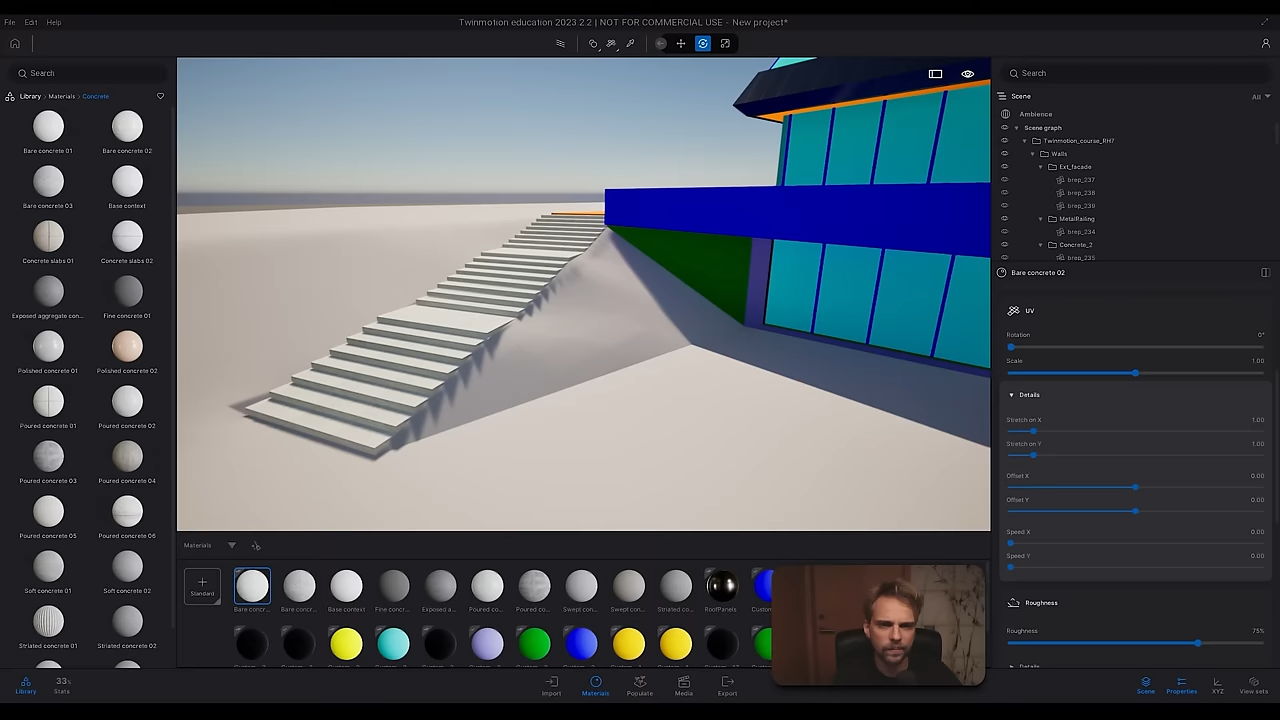 File Edit Help
Twinmotion education 2023.2.2 | NOT FOR COMMERCIAL USE - New project*
Search
Library > Materials > Concrete
Bare concrete 01
Bare concrete 02
Bare concrete 03
Base context
Concrete slabs 01
Concrete slabs 02
Exposed aggregate con...
Fine concrete 01
Polished concrete 01
Polished concrete 02
Poured concrete 01
Poured concrete 02
Poured concrete 03
Poured concrete 04
Poured concrete 05
Poured concrete 06
Soft concrete 01
Soft concrete 02
Striated concrete 01
Striated concrete 02
Library
33%
Stats
Materials
Standard
Bare concr...
Bare conc...
Base context
Fine concr...
Exposed a...
Poured co...
Poured co...
Swept con...
Swept con...
Striated co...
RoofPanels
Import
Materials
Populate
Media
Export
Search
Scene
All
Ambience
Scene graph
Twinmotion_course_RH7
Walls
Ext_facade
brep_237
brep_238
brep_239
MetalRailing
brep_234
Concrete_2
brep_235
Bare concrete 02
UV
Rotation 0°
Scale 1.00
Details
Stretch on X 1.00
Stretch on Y 1.00
Offset X 0.00
Offset Y 0.00
Speed X 0.00
Speed Y 0.00
Roughness
Roughness 75%
Details
Scene
Properties
XYZ
View sets